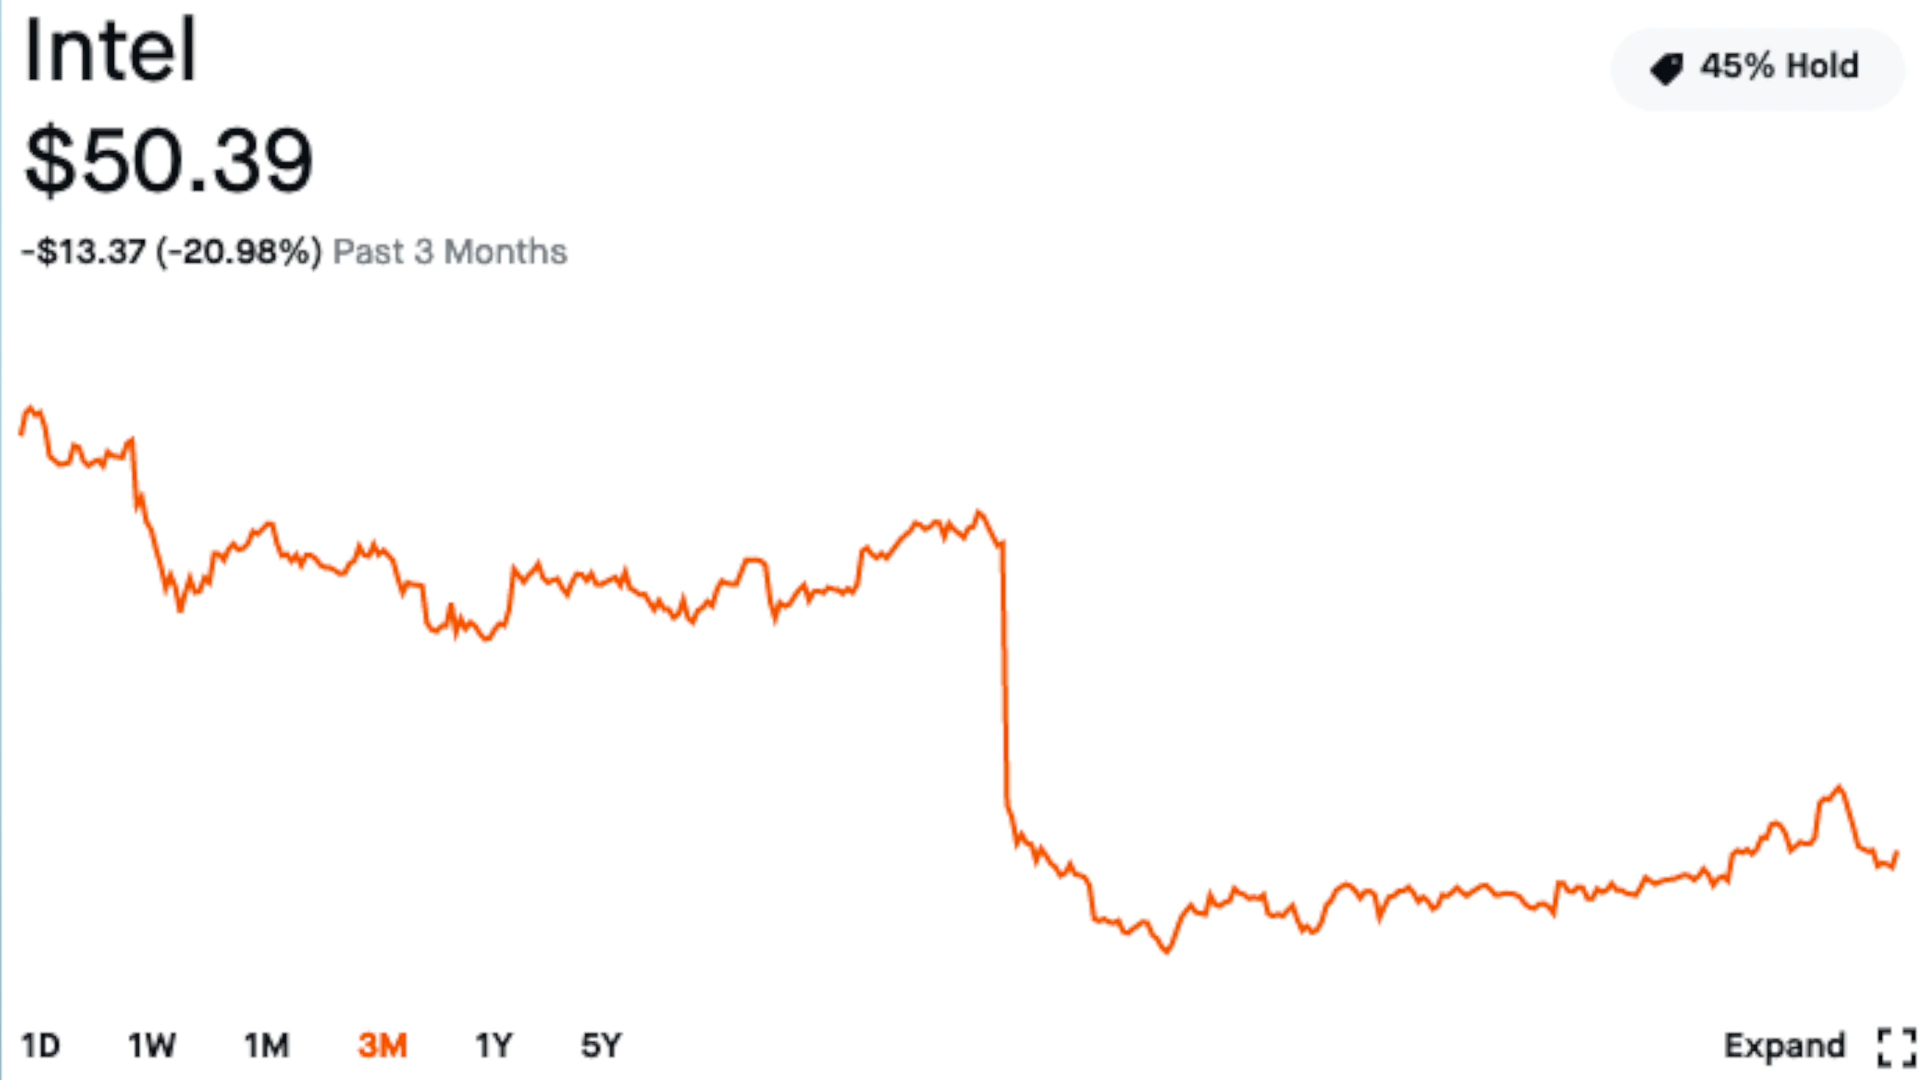 Intel
45% Hold
$50.39
-$13.37 (-20.98%) Past 3 Months
1D 1W 1M 3M 1Y 5Y Expand